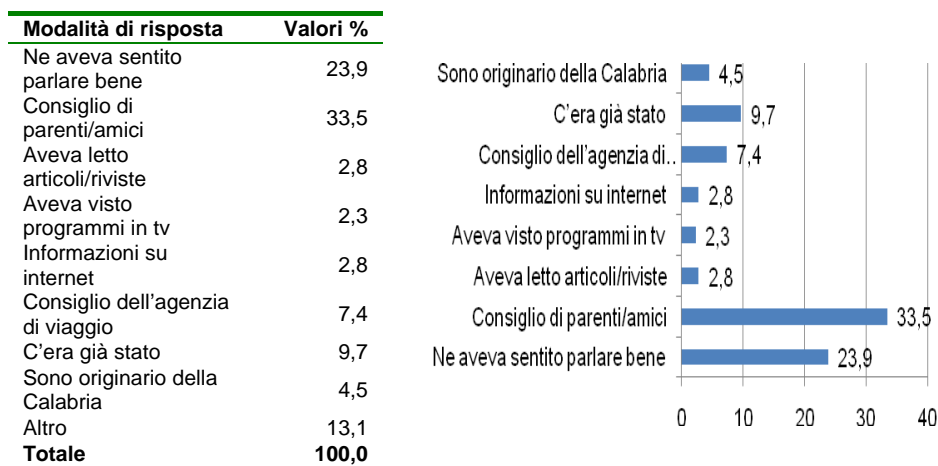 Modalità di risposta Valori %
Ne aveva sentito
parlare bene 23,9
Consiglio di
parenti/amici 33,5
Aveva letto
articoli/riviste 2,8
Aveva visto
programmi in tv 2,3
Informazioni su
internet 2,8
Consiglio dell'agenzia
di viaggio 7,4
C'era già stato 9,7
Sono originario della
Calabria 4,5
Altro 13,1
Totale 100,0
Sono originario della Calabria 4,5
C'era già stato 9,7
Consiglio dell'agenzia di.. 7,4
Informazioni su internet 2,8
Aveva visto programmi in tv 2,3
Aveva letto articoli/riviste 2,8
Consiglio di parenti/amici 33,5
Ne aveva sentito parlare bene 23,9
0 10 20 30 40